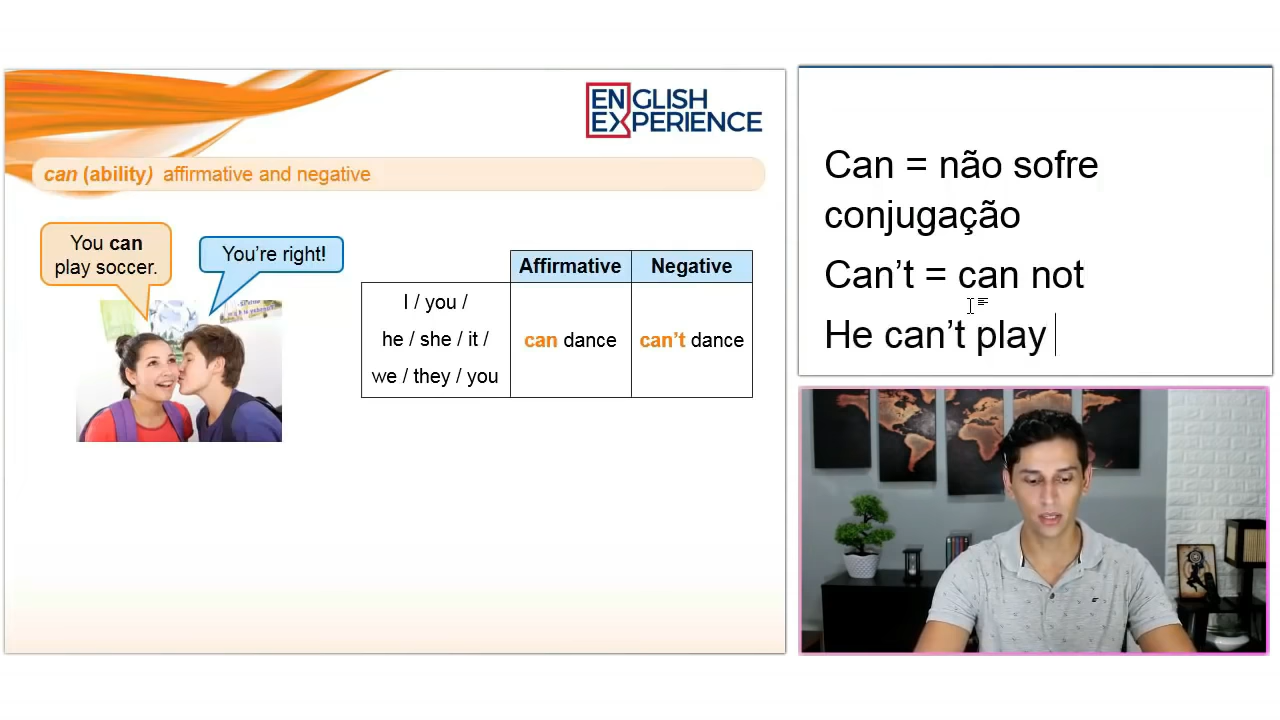 ENGLISH
EXPERIENCE
can (ability) affirmative and negative
You can
play soccer.
You're right!
Affirmative
Negative
I / you /
he / she / it /
we / they / you
can dance
can't dance
Can = não sofre
conjugação
Can't = can not
He can't play